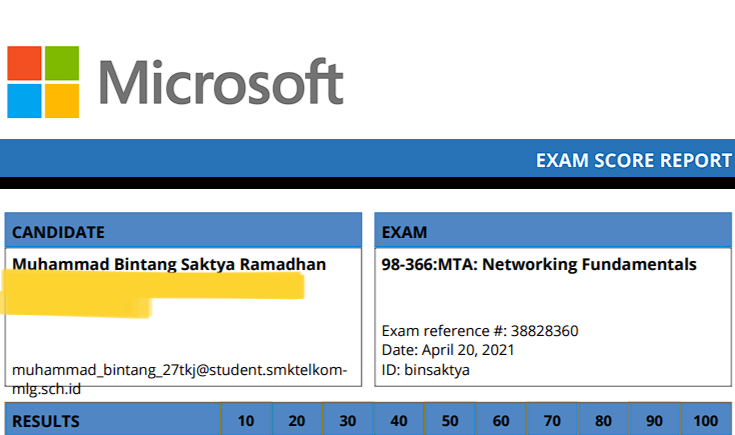 Microsoft
EXAM SCORE REPORT
CANDIDATE
Muhammad Bintang Saktya Ramadhan
muhammad_bintang_27tkj@student.smktelkom-
mlg.sch.id
EXAM
98-366:MTA: Networking Fundamentals
Exam reference #: 38828360
Date: April 20, 2021
ID: binsaktya
RESULTS 10 20 30 40 50 60 70 80 90 100